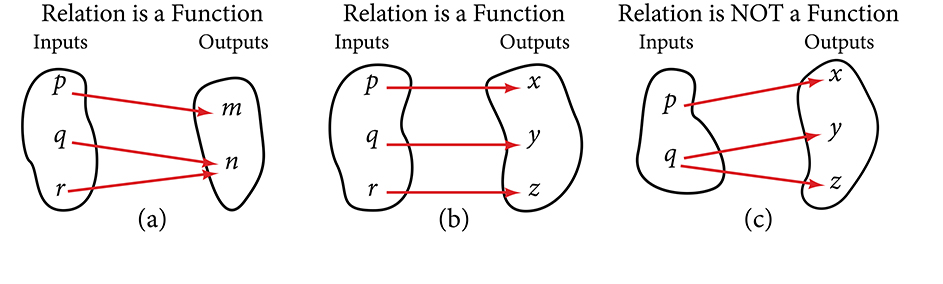 Relation is a Function
Inputs Outputs
p m
q n
r
(a)
Relation is a Function
Inputs Outputs
p x
q y
r z
(b)
Relation is NOT a Function
Inputs Outputs
p x
q y
z
(c)